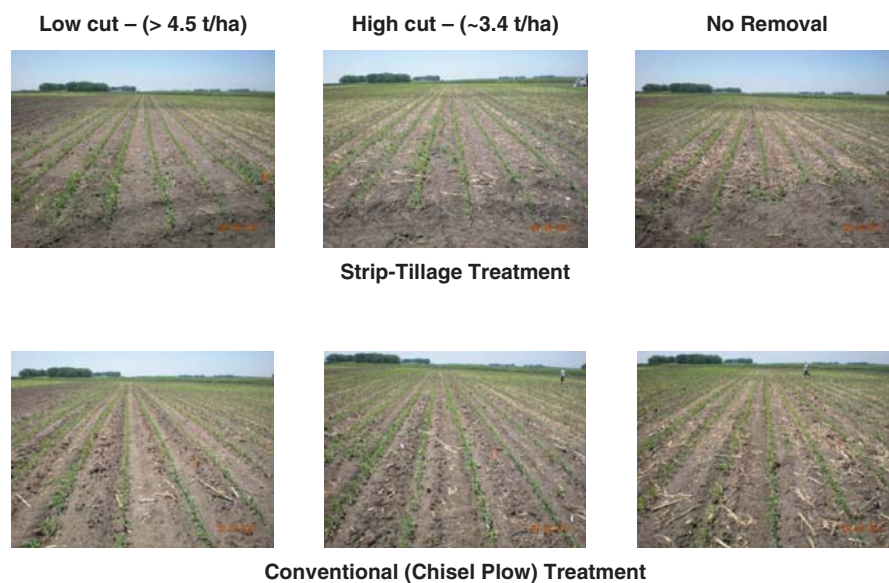 Low cut – (> 4.5 t/ha)
High cut – (~3.4 t/ha)
No Removal
Strip-Tillage Treatment
Conventional (Chisel Plow) Treatment